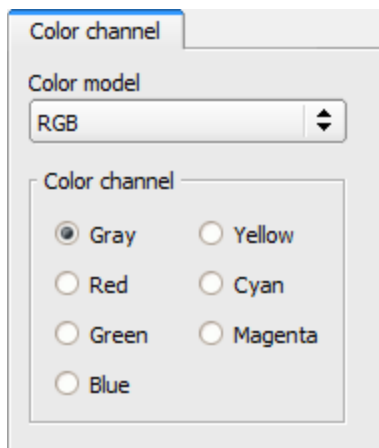 Color channel
Color model
RGB
Color channel
Gray
Yellow
Red
Cyan
Green
Magenta
Blue